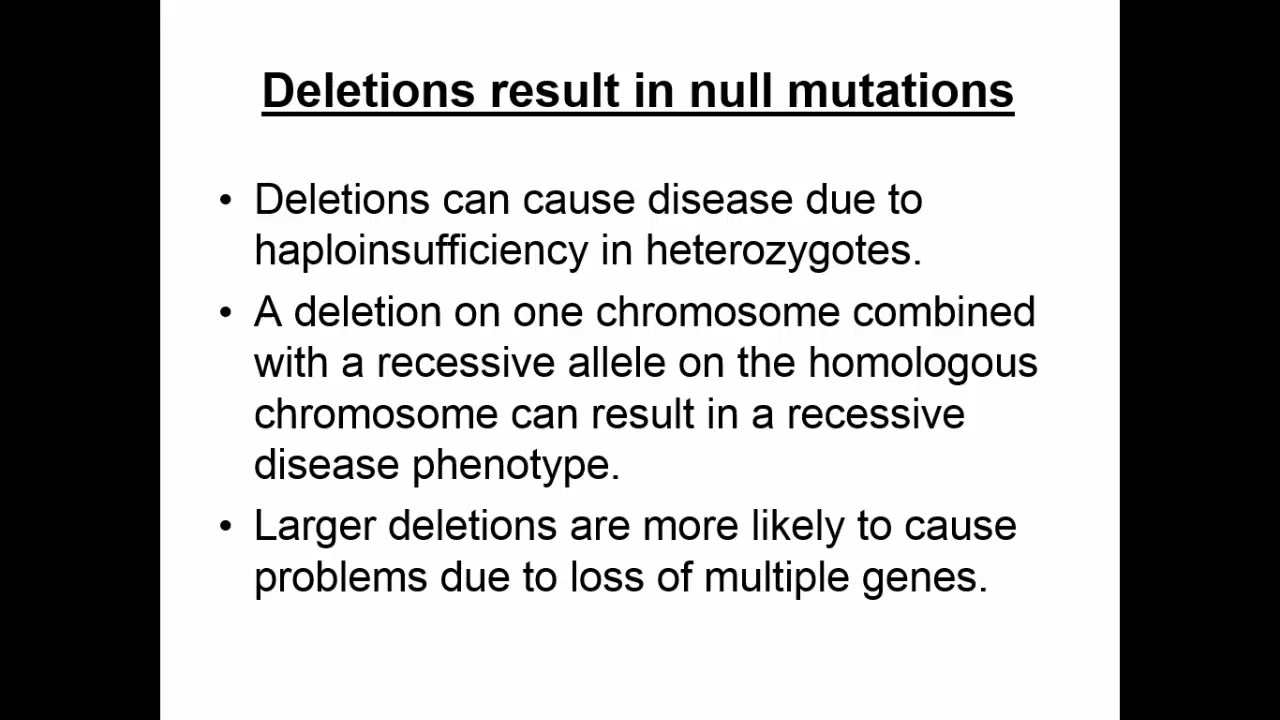 Deletions result in null mutations
• Deletions can cause disease due to
haploinsufficiency in heterozygotes.
• A deletion on one chromosome combined
with a recessive allele on the homologous
chromosome can result in a recessive
disease phenotype.
• Larger deletions are more likely to cause
problems due to loss of multiple genes.